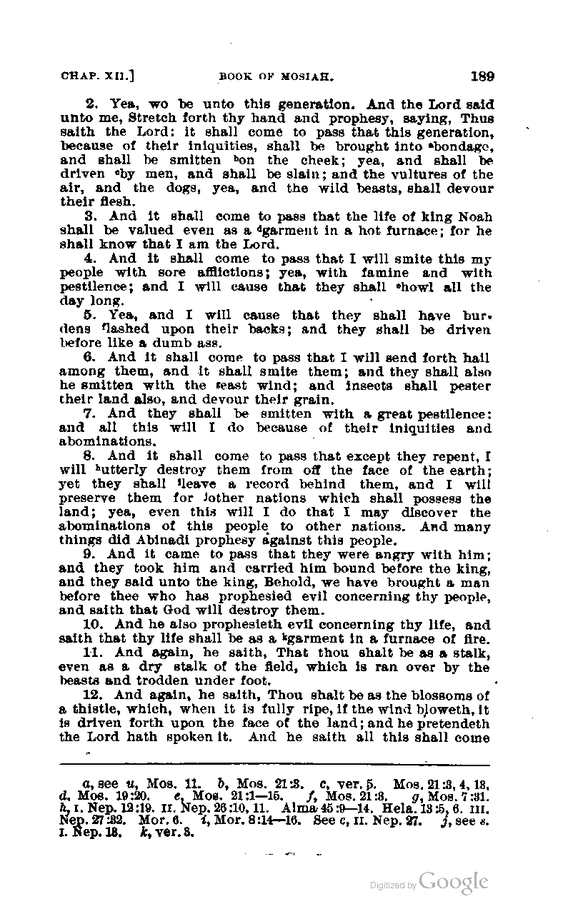 CHAP. XII.] BOOK OF MOSIAH. 189
2. Yea, wo be unto this generation. And the Lord said
unto me, Stretch forth thy hand and prophesy, saying, Thus
saith the Lord: it shall come to pass that this generation,
because of their iniquities, shall be brought into ᵃbondage,
and shall be smitten ᵇon the cheek; yea, and shall be
driven ᶜby men, and shall be slain; and the vultures of the
air, and the dogs, yea, and the wild beasts, shall devour
their flesh.
3. And it shall come to pass that the life of king Noah
shall be valued even as a ᵈgarment in a hot furnace; for he
shall know that I am the Lord.
4. And it shall come to pass that I will smite this my
people with sore afflictions; yea, with famine and with
pestilence; and I will cause that they shall ᵉhowl all the
day long.
5. Yea, and I will cause that they shall have bur-
dens ᶠlashed upon their backs; and they shall be driven
before like a dumb ass.
6. And it shall come to pass that I will send forth hail
among them, and it shall smite them; and they shall also
be smitten with the ᵍeast wind; and insects shall pester
their land also, and devour their grain.
7. And they shall be smitten with a great pestilence:
and all this will I do because of their iniquities and
abominations.
8. And it shall come to pass that except they repent, I
will ʰutterly destroy them from off the face of the earth;
yet they shall ⁱleave a record behind them, and I will
preserve them for ʲother nations which shall possess the
land; yea, even this will I do that I may discover the
abominations of this people to other nations. And many
things did Abinadi prophesy against this people.
9. And it came to pass that they were angry with him;
and they took him and carried him bound before the king,
and they said unto the king, Behold, we have brought a man
before thee who has prophesied evil concerning thy people,
and saith that God will destroy them.
10. And he also prophesieth evil concerning thy life, and
saith that thy life shall be as a ᵏgarment in a furnace of fire.
11. And again, he saith, That thou shalt be as a stalk,
even as a dry stalk of the field, which is ran over by the
beasts and trodden under foot.
12. And again, he saith, Thou shalt be as the blossoms of
a thistle, which, when it is fully ripe, if the wind bloweth, it
is driven forth upon the face of the land; and he pretendeth
the Lord hath spoken it. And he saith all this shall come
a, see u, Mos. 11. b, Mos. 21:3. c, ver. 5. Mos. 21:3, 4, 13.
d, Mos. 19:20. e, Mos. 21:1—15. f, Mos. 21:3. g, Mos. 7:31.
h, I. Nep. 12:19. II. Nep. 26:10, 11. Alma 45:9—14. Hela. 13:5, 6. III.
Nep. 27:32. Mor. 6. i, Mor. 8:14—16. See c, II. Nep. 27. j, see s.
I. Nep. 13. k, ver. 3.
Digitized by Google